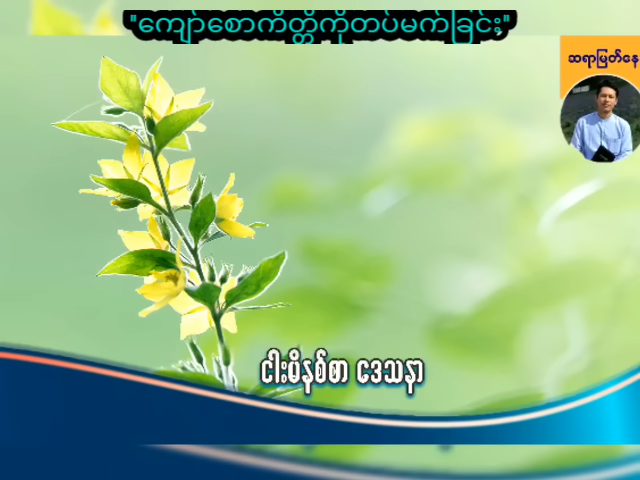 "ကျော်စောကိတ္တိကိုတပ်မက်ခြင်း"
ဆရာမြတ်နေ
ငါးမိနစ်စာ ဒေသနာ